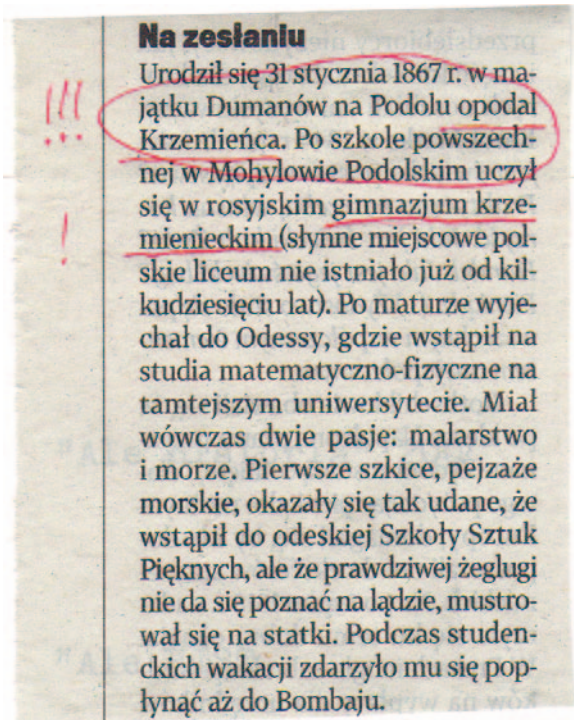 Na zesłaniu
Urodził się 31 stycznia 1867 r. w ma-
jątku Dumanów na Podolu opodal
Krzemieńca. Po szkole powszech-
nej w Mohylowie Podolskim uczył
się w rosyjskim gimnazjum krze-
mienieckim (słynne miejscowe pol-
skie liceum nie istniało już od kil-
kudziesięciu lat). Po maturze wyje-
chał do Odessy, gdzie wstąpił na
studia matematyczno-fizyczne na
tamtejszym uniwersytecie. Miał
wówczas dwie pasje: malarstwo
i morze. Pierwsze szkice, pejzaże
morskie, okazały się tak udane, że
wstąpił do odeskiej Szkoły Sztuk
Pięknych, ale że prawdziwej żeglugi
nie da się poznać na lądzie, mustro-
wał się na statki. Podczas studen-
ckich wakacji zdarzyło mu się pop-
łynąć aż do Bombaju.
!!!
!